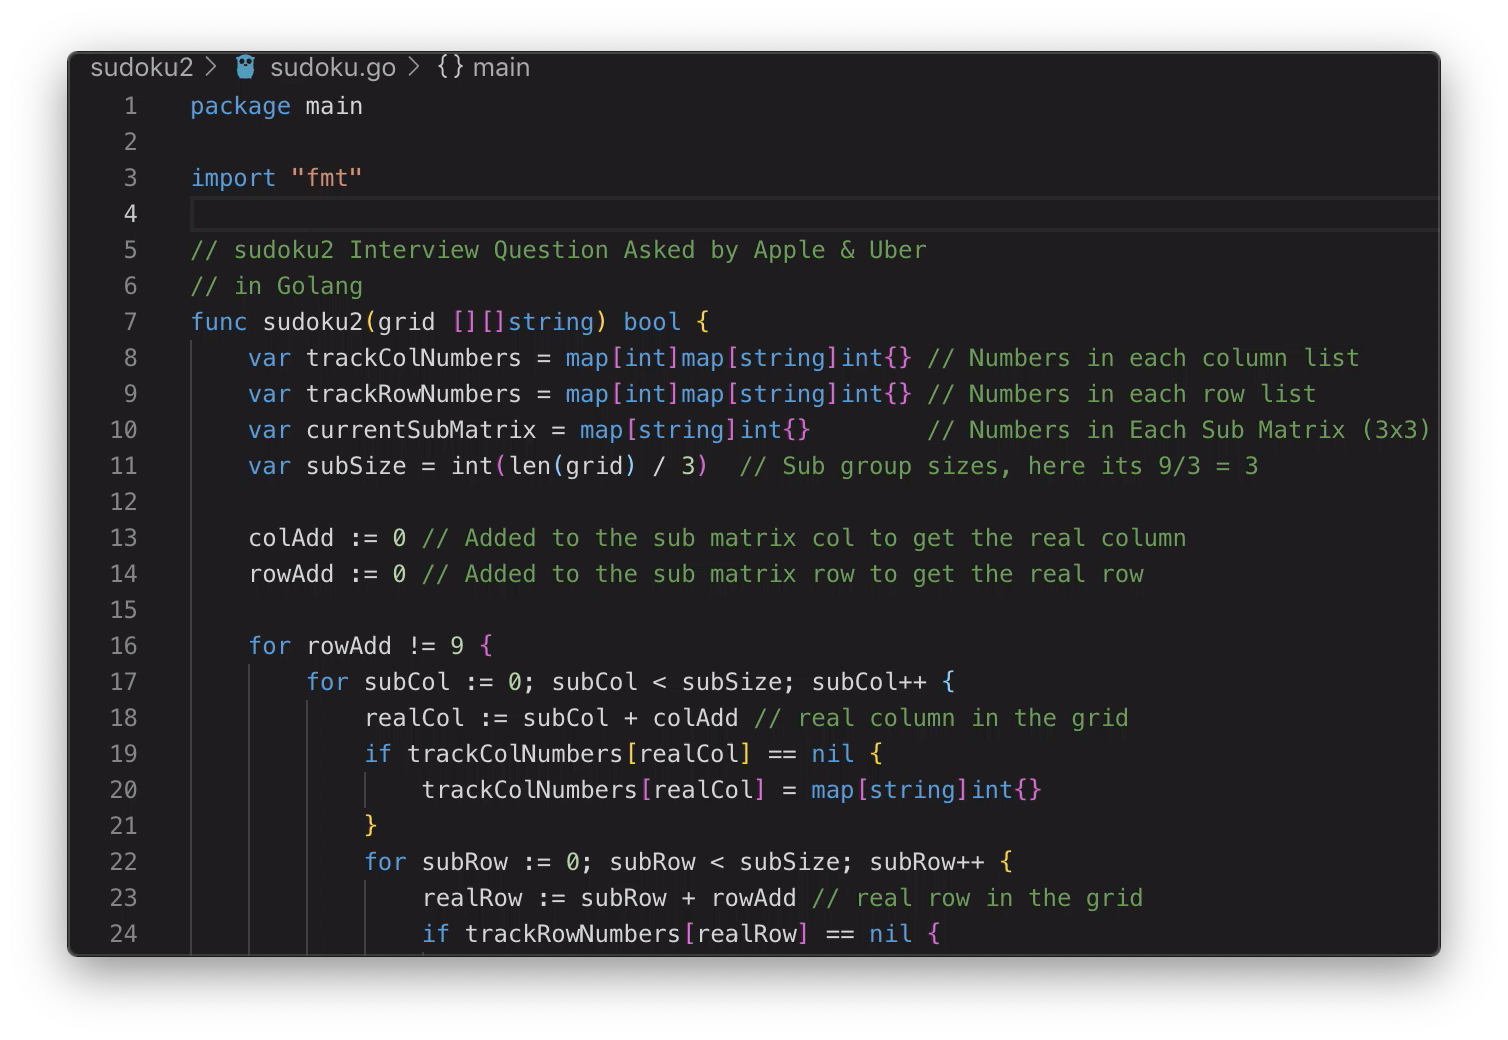 sudoku2 > sudoku.go > {} main
1 package main
2
3 import "fmt"
4
5 // sudoku2 Interview Question Asked by Apple & Uber
6 // in Golang
7 func sudoku2(grid [][]string) bool {
8     var trackColNumbers = map[int]map[string]int{} // Numbers in each column list
9     var trackRowNumbers = map[int]map[string]int{} // Numbers in each row list
10     var currentSubMatrix = map[string]int{}        // Numbers in Each Sub Matrix (3x3)
11     var subSize = int(len(grid) / 3)  // Sub group sizes, here its 9/3 = 3
12
13     colAdd := 0 // Added to the sub matrix col to get the real column
14     rowAdd := 0 // Added to the sub matrix row to get the real row
15
16     for rowAdd != 9 {
17         for subCol := 0; subCol < subSize; subCol++ {
18             realCol := subCol + colAdd // real column in the grid
19             if trackColNumbers[realCol] == nil {
20                 trackColNumbers[realCol] = map[string]int{}
21             }
22             for subRow := 0; subRow < subSize; subRow++ {
23                 realRow := subRow + rowAdd // real row in the grid
24                 if trackRowNumbers[realRow] == nil {